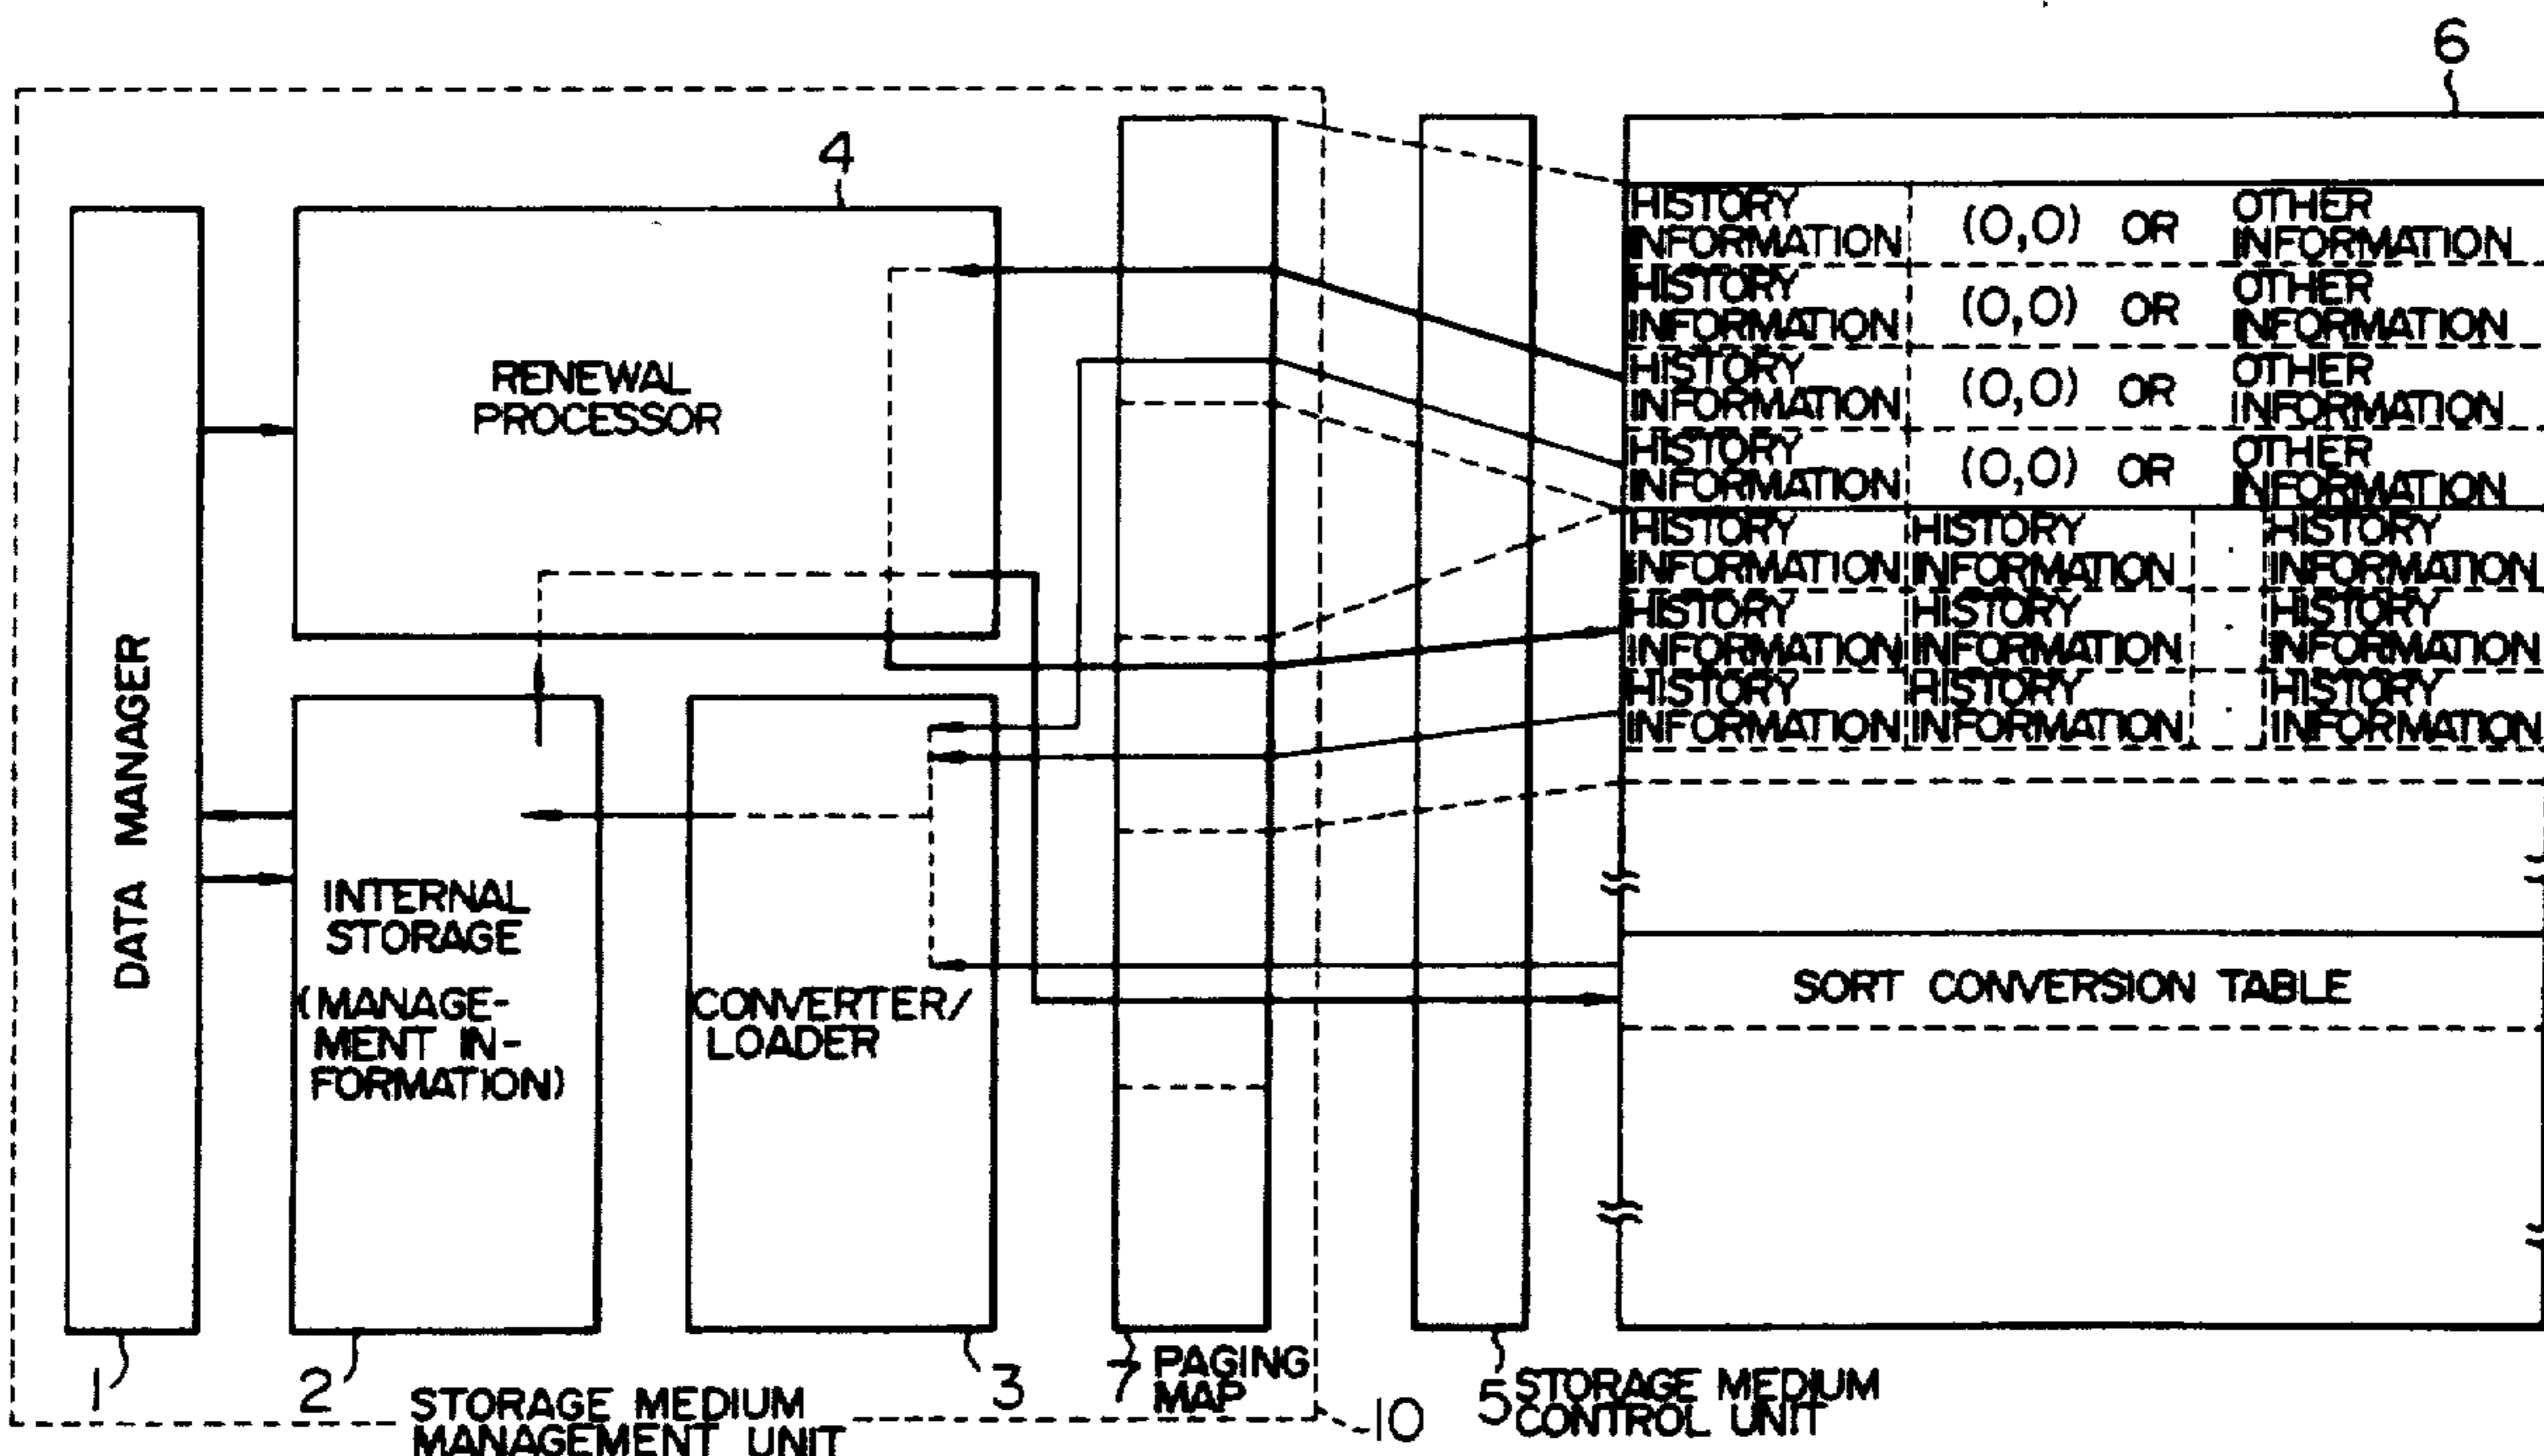 6
4
HISTORY
INFORMATION
(0,0) OR
OTHER
INFORMATION
HISTORY
INFORMATION
(0,0) OR
OTHER
INFORMATION
HISTORY
INFORMATION
(0,0) OR
OTHER
INFORMATION
HISTORY
INFORMATION
(0,0) OR
OTHER
INFORMATION
RENEWAL
PROCESSOR
HISTORY
INFORMATION
HISTORY
INFORMATION
HISTORY
INFORMATION
HISTORY
INFORMATION
HISTORY
INFORMATION
HISTORY
INFORMATION
HISTORY
INFORMATION
HISTORY
INFORMATION
HISTORY
INFORMATION
DATA MANAGER
INTERNAL
STORAGE
(MANAGE-
MENT IN-
FORMATION)
CONVERTER/
LOADER
SORT CONVERSION TABLE
1
2
3
7
PAGING
MAP
5
STORAGE MEDIUM
CONTROL UNIT
STORAGE MEDIUM
MANAGEMENT UNIT
10